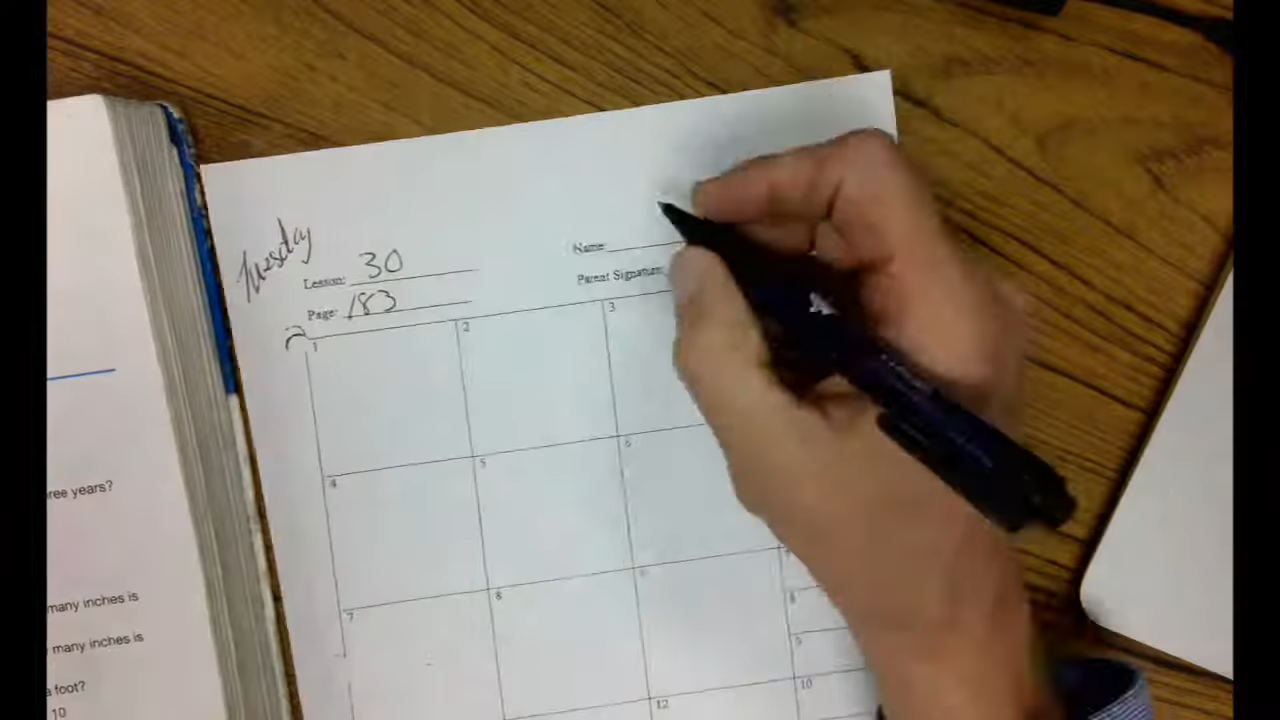 Tuesday
Lesson: 30
Name:
Page: 183
Parent Signature:
1
2
3
4
5
6
7
8
12
8
9
10
ree years?
many inches is
many inches is
a foot?
10